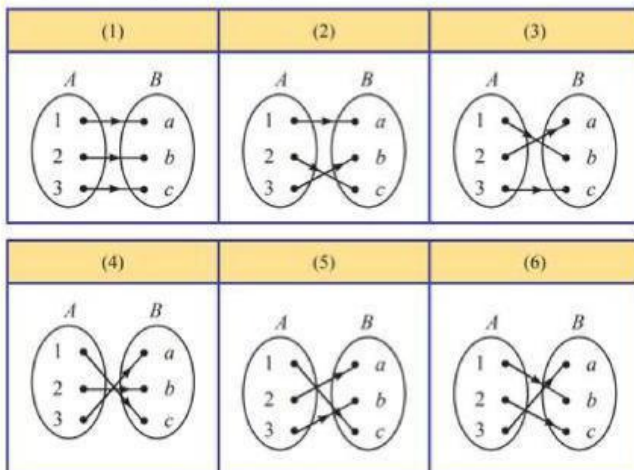 (1) (2) (3)
A B A B A B
1 a 1 a 1 a
2 b 2 b 2 b
3 c 3 c 3 c
(4) (5) (6)
A B A B A B
1 a 1 a 1 a
2 b 2 b 2 b
3 c 3 c 3 c